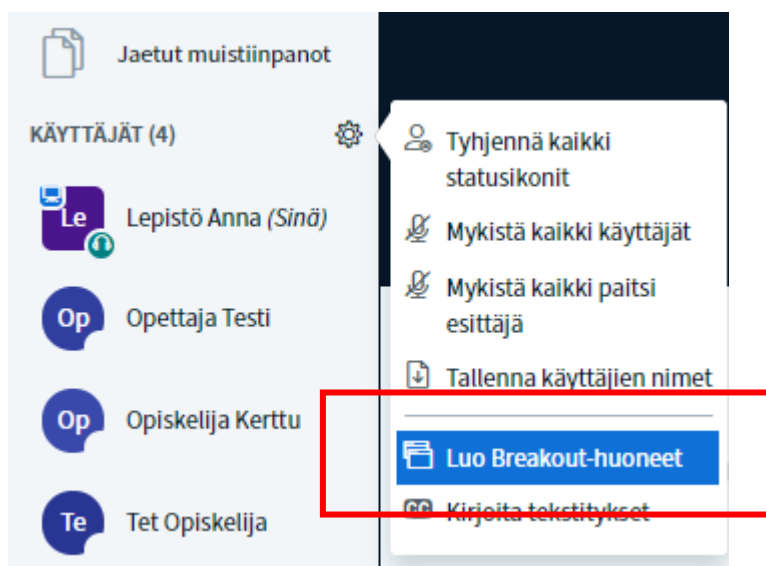 Jaetut muistiinpanot
KÄYTTÄJÄT (4)
Le
Lepistö Anna (Sinä)
Op
Opettaja Testi
Op
Opiskelija Kerttu
Te
Tet Opiskelija
Tyhjennä kaikki
statusikonit
Mykistä kaikki käyttäjät
Mykistä kaikki paitsi
esittäjä
Tallenna käyttäjien nimet
Luo Breakout-huoneet
CC
Kirjoita tekstitykset